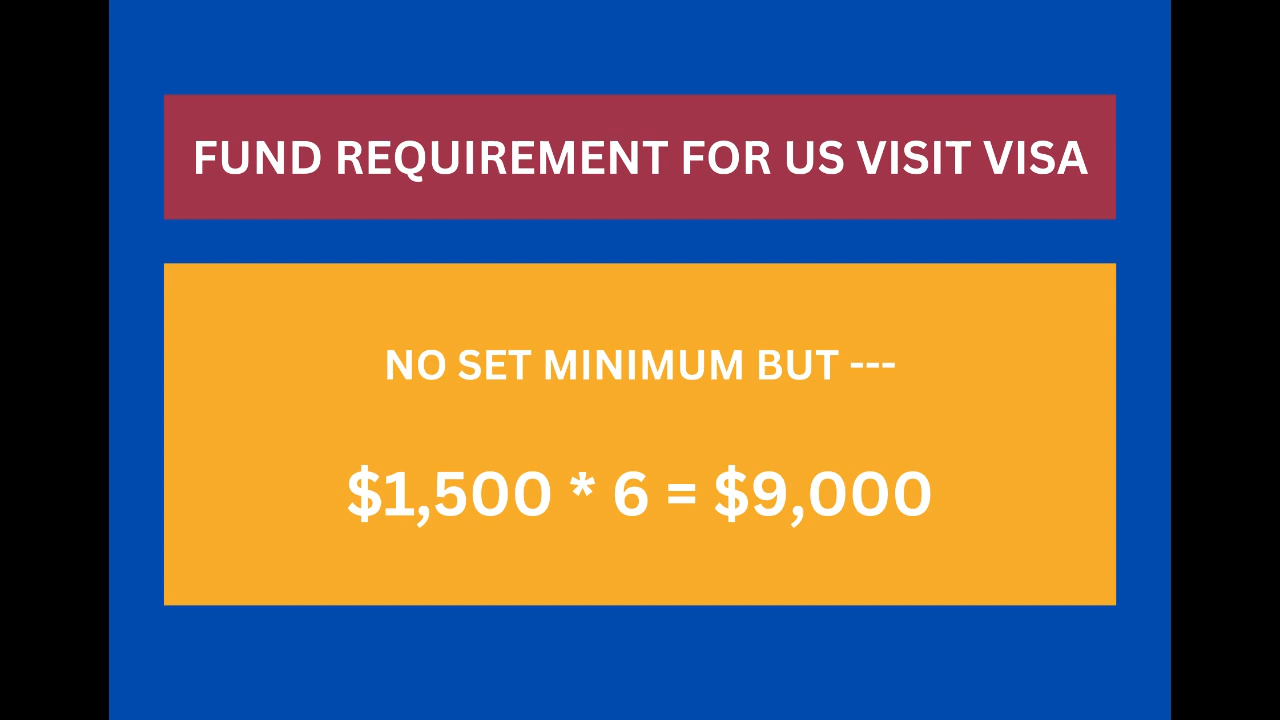 FUND REQUIREMENT FOR US VISIT VISA
NO SET MINIMUM BUT ---
$1,500 * 6 = $9,000